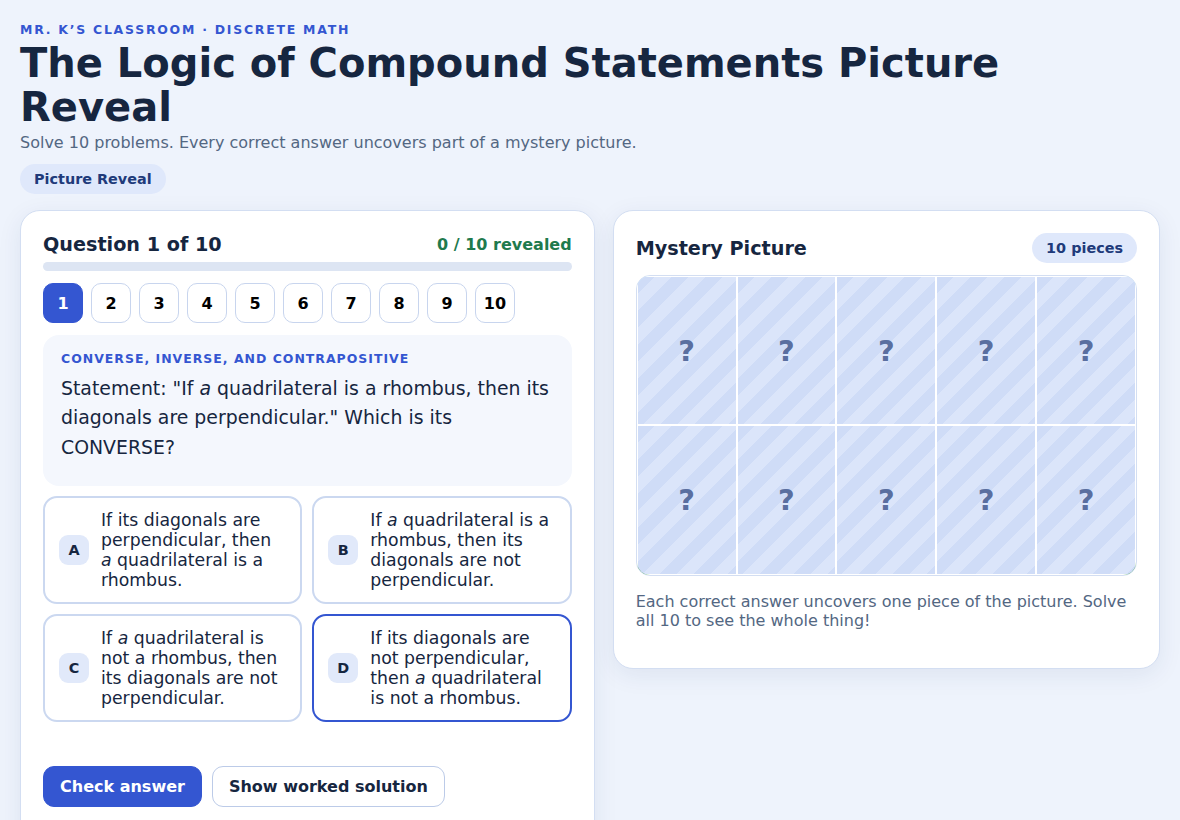 MR. K’S CLASSROOM · DISCRETE MATH
The Logic of Compound Statements Picture
Reveal
Solve 10 problems. Every correct answer uncovers part of a mystery picture.
Picture Reveal
Question 1 of 10
0 / 10 revealed
1 2 3 4 5 6 7 8 9 10
CONVERSE, INVERSE, AND CONTRAPOSITIVE
Statement: "If a quadrilateral is a rhombus, then its
diagonals are perpendicular." Which is its
CONVERSE?
A
If its diagonals are
perpendicular, then
a quadrilateral is a
rhombus.
B
If a quadrilateral is a
rhombus, then its
diagonals are not
perpendicular.
C
If a quadrilateral is
not a rhombus, then
its diagonals are not
perpendicular.
D
If its diagonals are
not perpendicular,
then a quadrilateral
is not a rhombus.
Check answer
Show worked solution
Mystery Picture
10 pieces
? ? ? ? ?
? ? ? ? ?
Each correct answer uncovers one piece of the picture. Solve
all 10 to see the whole thing!